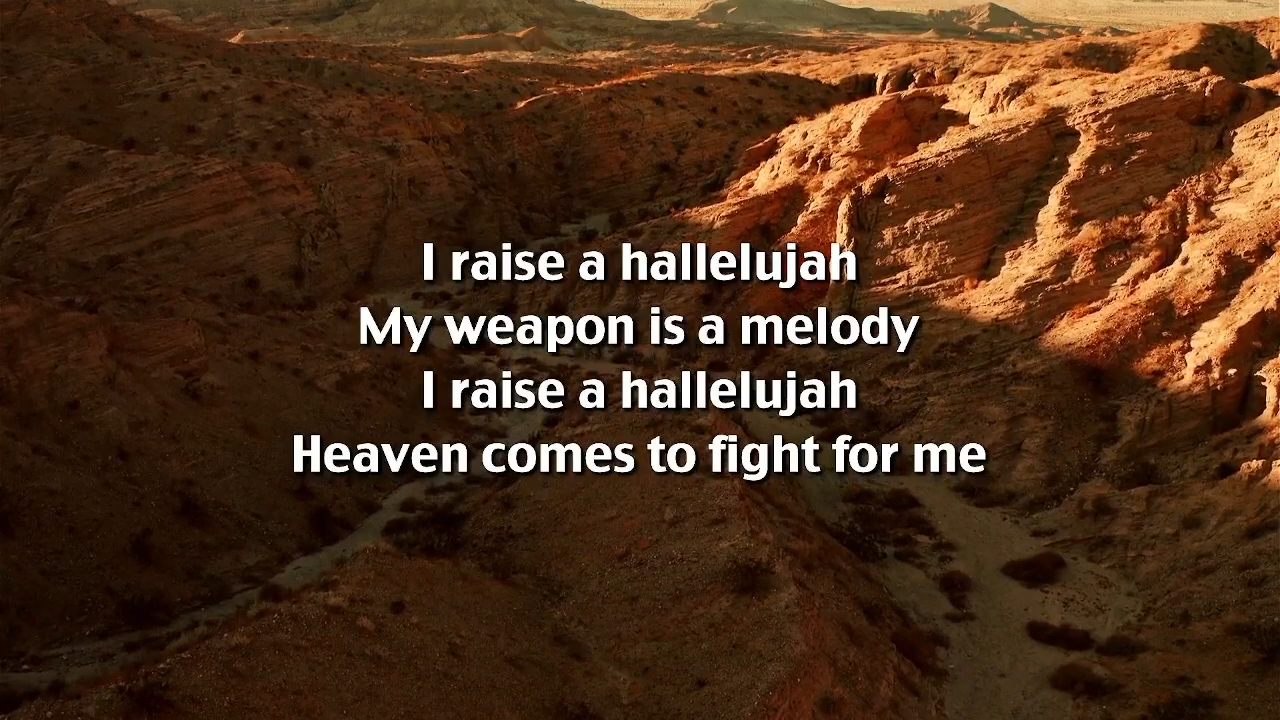 I raise a hallelujah
My weapon is a melody
I raise a hallelujah
Heaven comes to fight for me